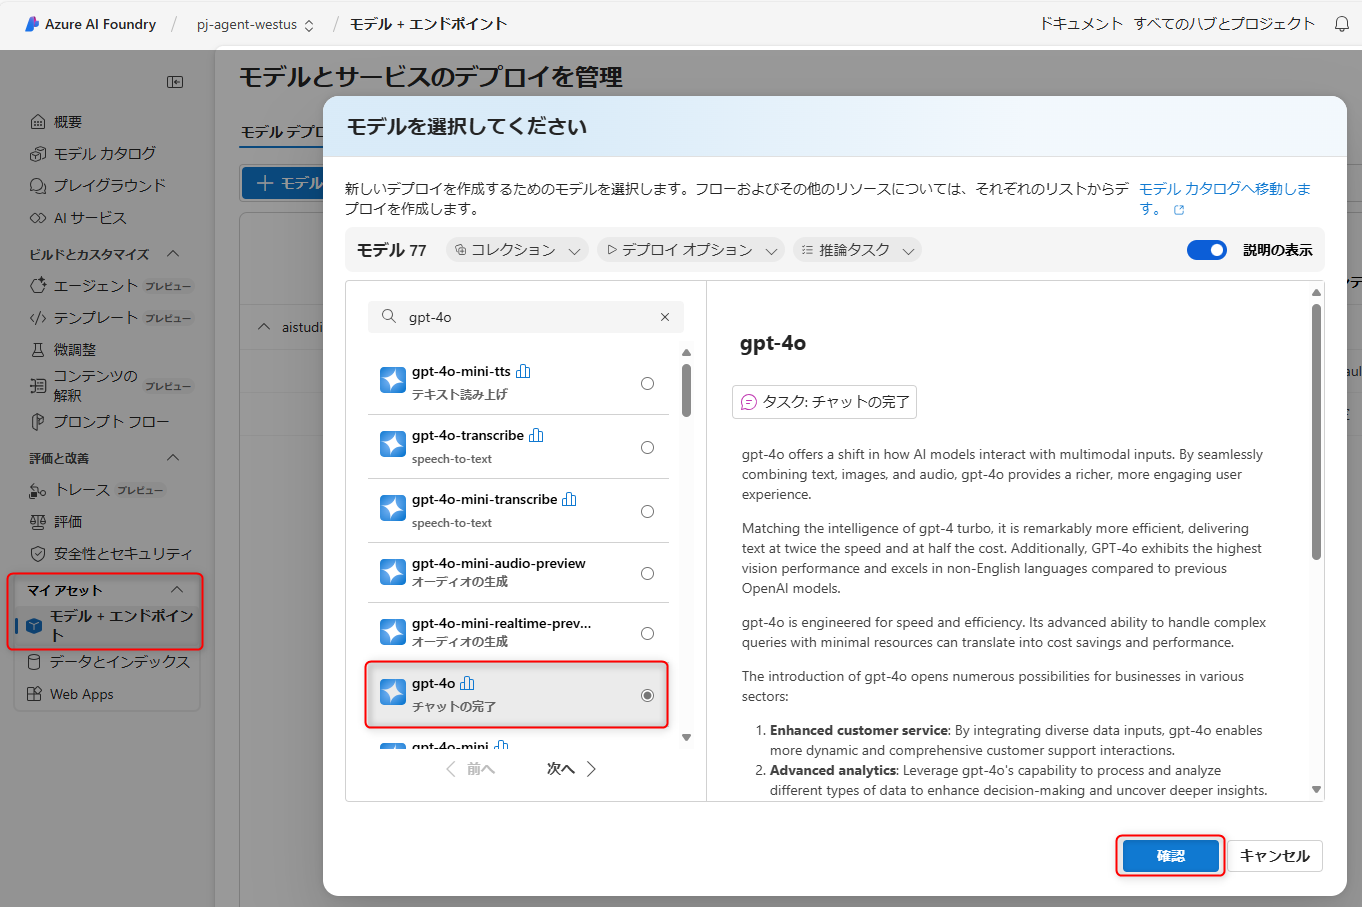 Azure AI Foundry / pj-agent-westus / モデル + エンドポイント
ドキュメント すべてのハブとプロジェクト
概要
モデル カタログ
プレイグラウンド
AI サービス
ビルドとカスタマイズ
エージェント プレビュー
テンプレート プレビュー
微調整
コンテンツの
解釈 プレビュー
プロンプト フロー
評価と改善
トレース プレビュー
評価
安全性とセキュリティ
マイ アセット
モデル + エンドポイン
ト
データとインデックス
Web Apps
モデルとサービスのデプロイを管理
モデル デプロ
モデル
aistudi
モデルを選択してください
新しいデプロイを作成するためのモデルを選択します。フローおよびその他のリソースについては、それぞれのリストからデ
プロイを作成します。
モデル カタログへ移動しま
す。
モデル 77
コレクション
デプロイ オプション
推論タスク
説明の表示
gpt-4o
gpt-4o-mini-tts
テキスト読み上げ
gpt-4o-transcribe
speech-to-text
gpt-4o-mini-transcribe
speech-to-text
gpt-4o-mini-audio-preview
オーディオの生成
gpt-4o-mini-realtime-prev...
オーディオの生成
gpt-4o
チャットの完了
gpt-4o-mini
前へ
次へ
gpt-4o
タスク: チャットの完了
gpt-4o offers a shift in how AI models interact with multimodal inputs. By seamlessly
combining text, images, and audio, gpt-4o provides a richer, more engaging user
experience.
Matching the intelligence of gpt-4 turbo, it is remarkably more efficient, delivering
text at twice the speed and at half the cost. Additionally, GPT-4o exhibits the highest
vision performance and excels in non-English languages compared to previous
OpenAI models.
gpt-4o is engineered for speed and efficiency. Its advanced ability to handle complex
queries with minimal resources can translate into cost savings and performance.
The introduction of gpt-4o opens numerous possibilities for businesses in various
sectors:
1. Enhanced customer service: By integrating diverse data inputs, gpt-4o enables
more dynamic and comprehensive customer support interactions.
2. Advanced analytics: Leverage gpt-4o's capability to process and analyze
different types of data to enhance decision-making and uncover deeper insights.
確認
キャンセル